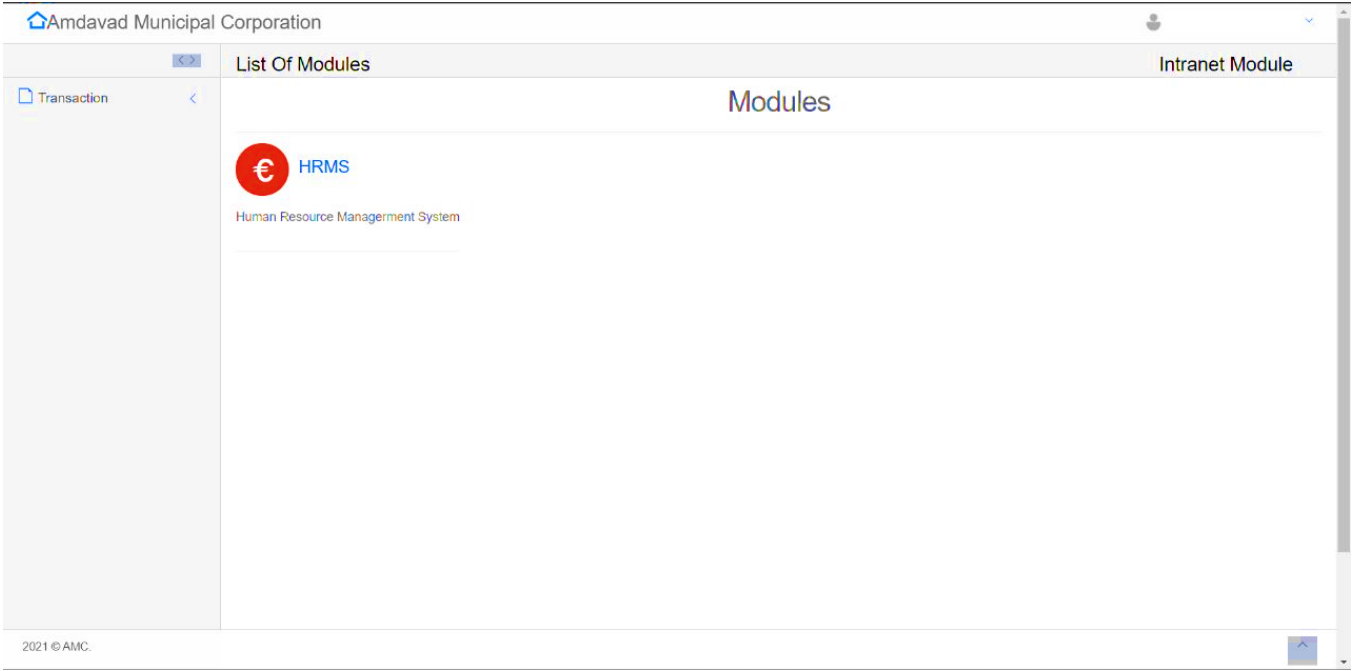 Amdavad Municipal Corporation
List Of Modules
Intranet Module
Transaction
Modules
€
HRMS
Human Resource Managerment System
2021 © AMC.